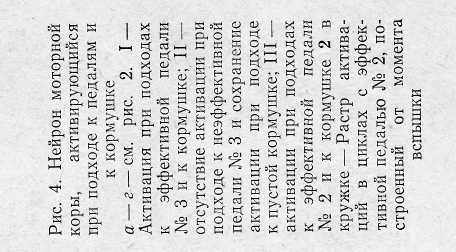 Рис. 4. Нейрон моторной
коры, активирующийся
при подходе к педалям и
к кормушке
а — г — см. рис. 2. I —
Активация при подходах
к эффективной педали
№ 3 и к кормушке; II —
отсутствие активации при
подходе к неэффективной
педали № 3 и сохранение
активации при подходе
к пустой кормушке; III —
активации при подходах
к эффективной педали
№ 2 и к кормушке 2 в
кружке — Растр актива-
ций в циклах с эффек-
тивной педалью № 2, по-
строенный от момента
вспышки